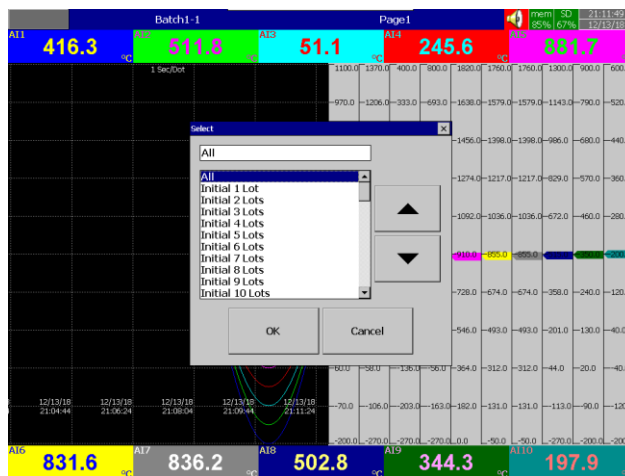 Batch1-1 Page1 mem 85% SD 67% 21:11:49 12/13/18
AI1 416.3 °C AI2 511.8 °C AI3 51.1 °C AI4 245.6 °C AI5 881.7 °C
1 Sec/Dot
1100.0 1370.0 400.0 800.0 1820.0 1760.0 1760.0 1300.0 900.0 600.
970.0 1206.0 333.0 693.0 1638.0 1579.0 1579.0 1143.0 790.0 520.
Select
All
1456.0 1398.0 1398.0 986.0 680.0 440.
All
Initial 1 Lot
1274.0 1217.0 1217.0 829.0 570.0 360.
Initial 2 Lots
Initial 3 Lots
Initial 4 Lots
1092.0 1036.0 1036.0 672.0 460.0 280.
Initial 5 Lots
Initial 6 Lots
Initial 7 Lots
910.0 855.0 855.0 200.
Initial 8 Lots
Initial 9 Lots
Initial 10 Lots
728.0 674.0 674.0 358.0 240.0 120.
OK Cancel
546.0 493.0 493.0 201.0 130.0 40.0
60.0 58.0 136.0 56.0 364.0 312.0 312.0 44.0 20.0 40.
12/13/18 12/13/18 12/13/18 12/13/18 12/13/18
21:04:44 21:06:24 21:08:04 21:09:44 21:11:24
70.0 106.0 203.0 163.0 182.0 131.0 131.0 113.0 90.0 120
200.0 270.0 270.0 270.0 0.0 50.0 50.0 270.0 200.0 200
AI6 831.6 °C AI7 836.2 °C AI8 502.8 °C AI9 344.3 °C AI10 197.9 °C